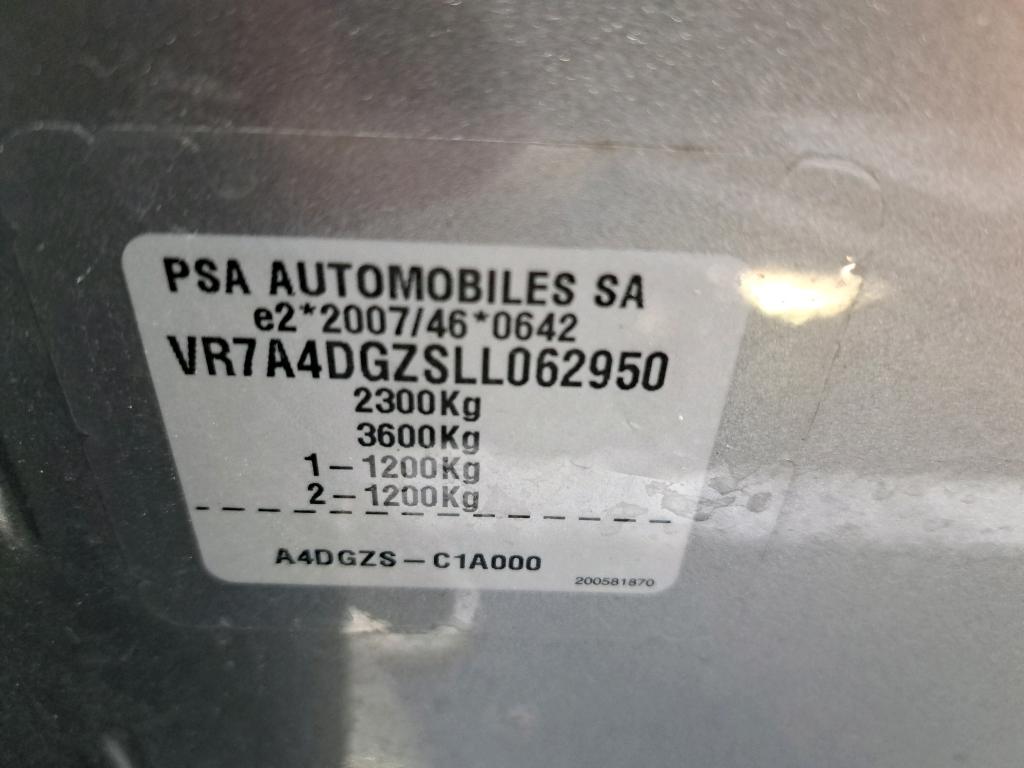 PSA AUTOMOBILES SA
e2*2007/46*0642
VR7A4DGZSLL062950
2300Kg
3600Kg
1-1200Kg
2-1200Kg
A4DGZS-C1A000
200581870